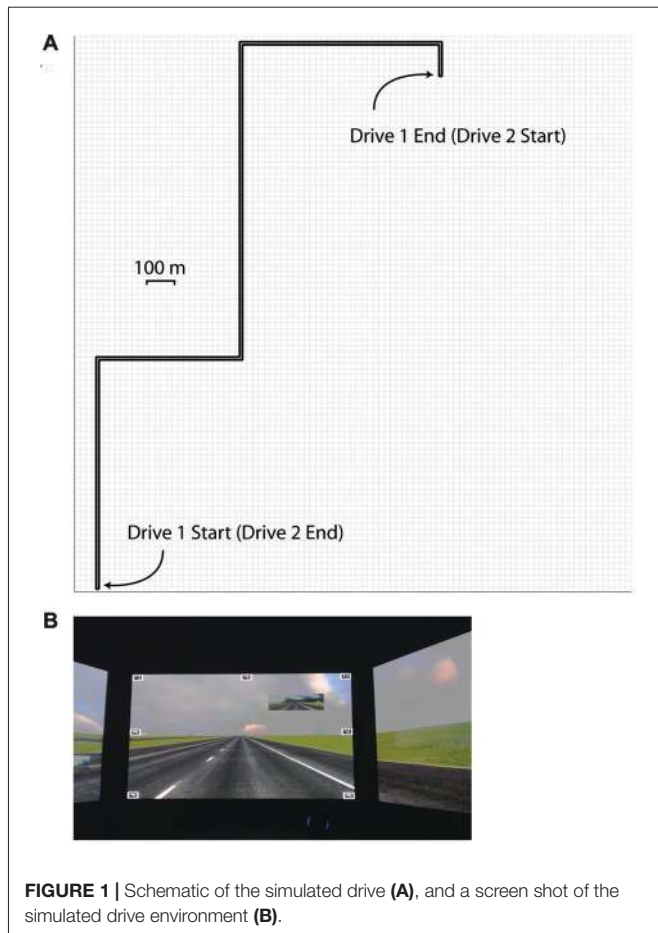 A
Drive 1 End (Drive 2 Start)
100 m
Drive 1 Start (Drive 2 End)
B
FIGURE 1 | Schematic of the simulated drive (A), and a screen shot of the
simulated drive environment (B).